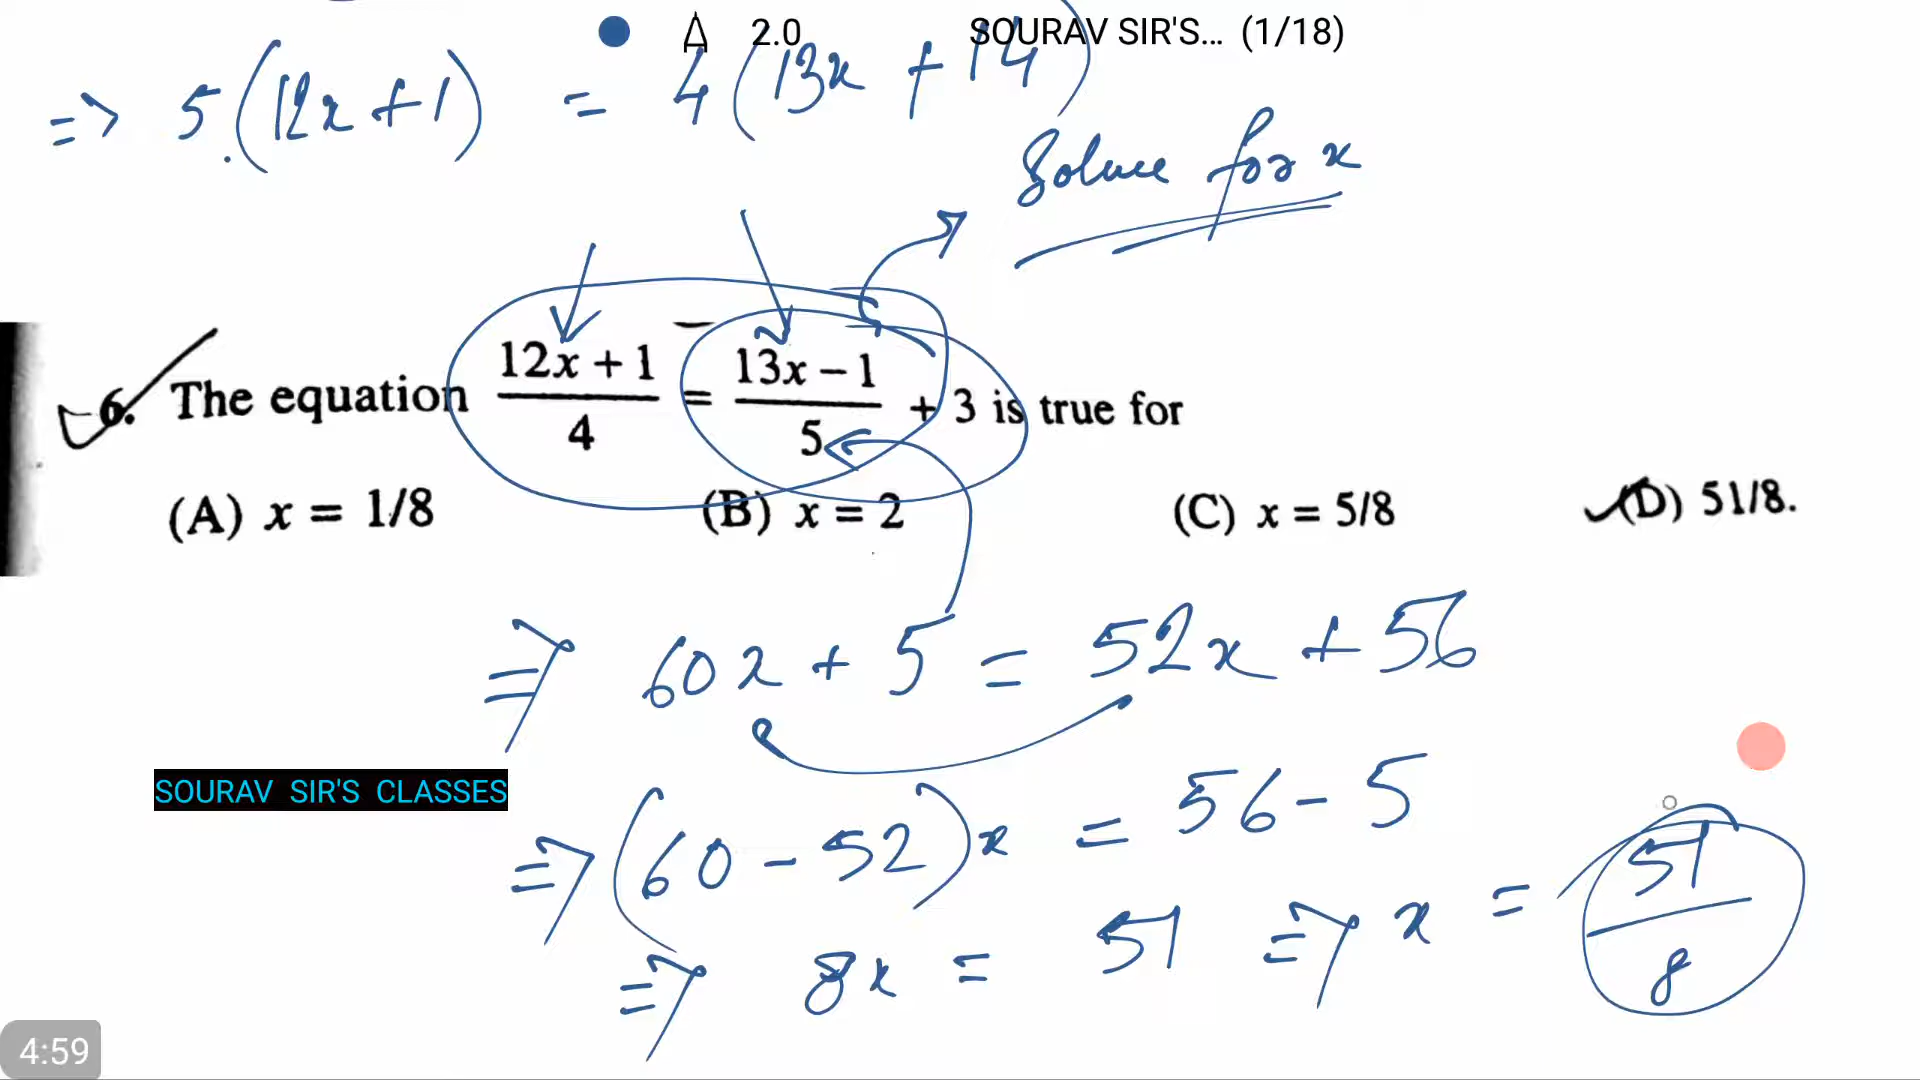 A 2.0 SOURAV SIR'S... (1/18)
=> 5.(12x+1) = 4(13x + 14)
Solve for x
6. The equation (12x + 1)/4 = (13x − 1)/5 + 3 is true for
(A) x = 1/8 (B) x = 2 (C) x = 5/8 (D) 51/8.
=> 60x + 5 = 52x + 56
SOURAV SIR'S CLASSES
=> (60 - 52)x = 56 - 5
=> 8x = 51 => x = 51/8
4:59